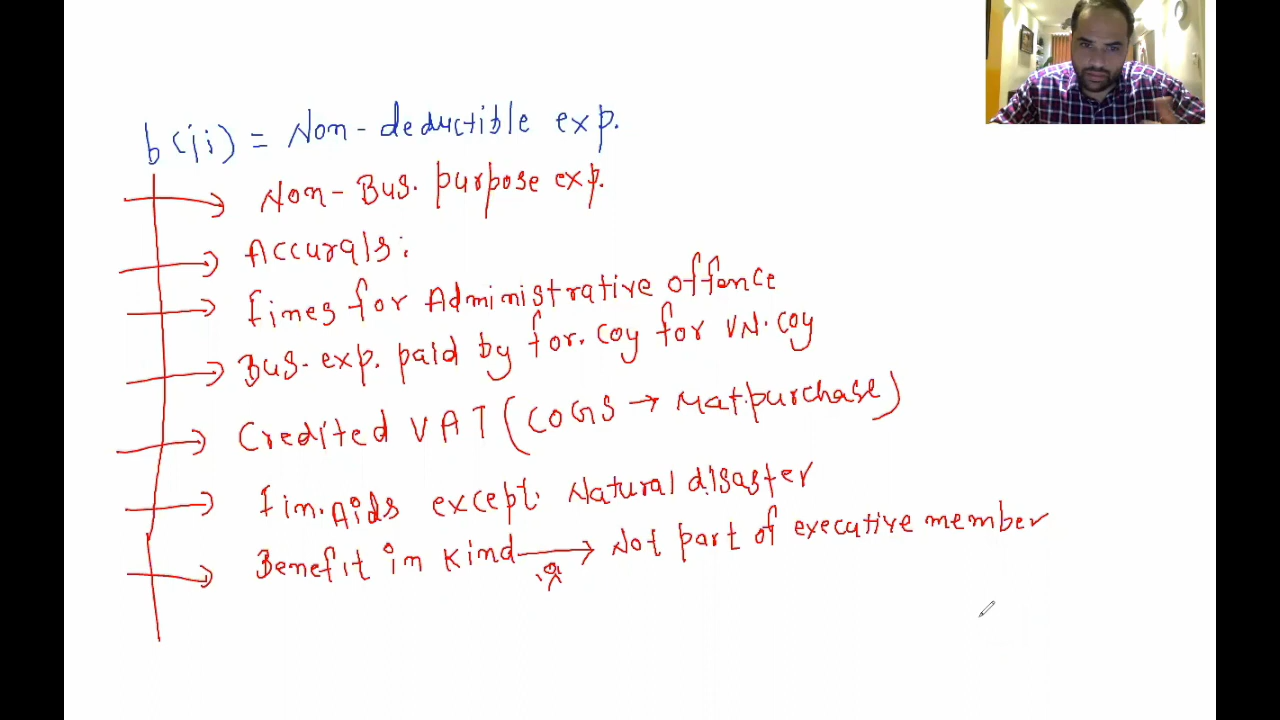 b(ii) = Non-deductible exp.
Non-Bus. purpose exp.
Accurals:
Fines for Administrative offence
Bus. exp. paid by for. coy for VN. coy
Credited VAT (COGS → Mat.purchase)
Fin. Aids except. Natural disaster
Benefit in kind → Not part of executive member